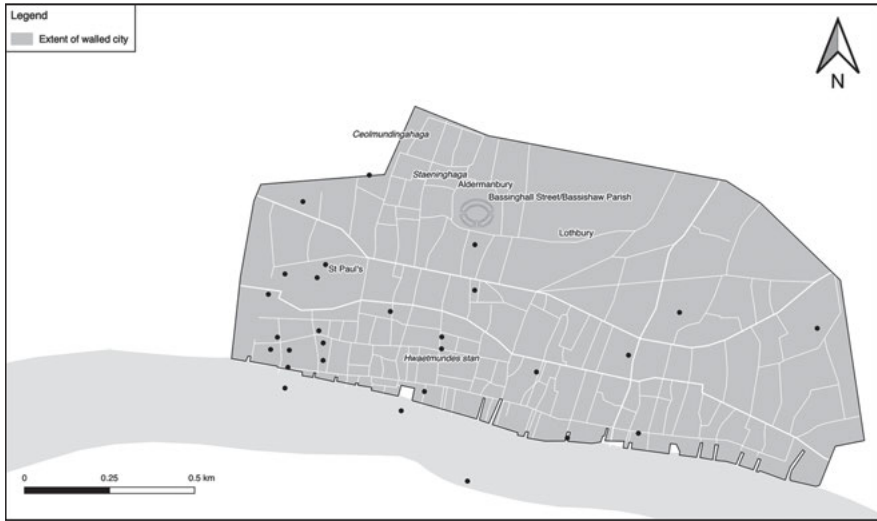 Legend
Extent of walled city
N
Ceolmundingahaga
Staeninghaga
Aldermanbury
Bassinghall Street/Bassishaw Parish
Lothbury
St Paul's
Hwaetmundes stan
0 0.25 0.5 km